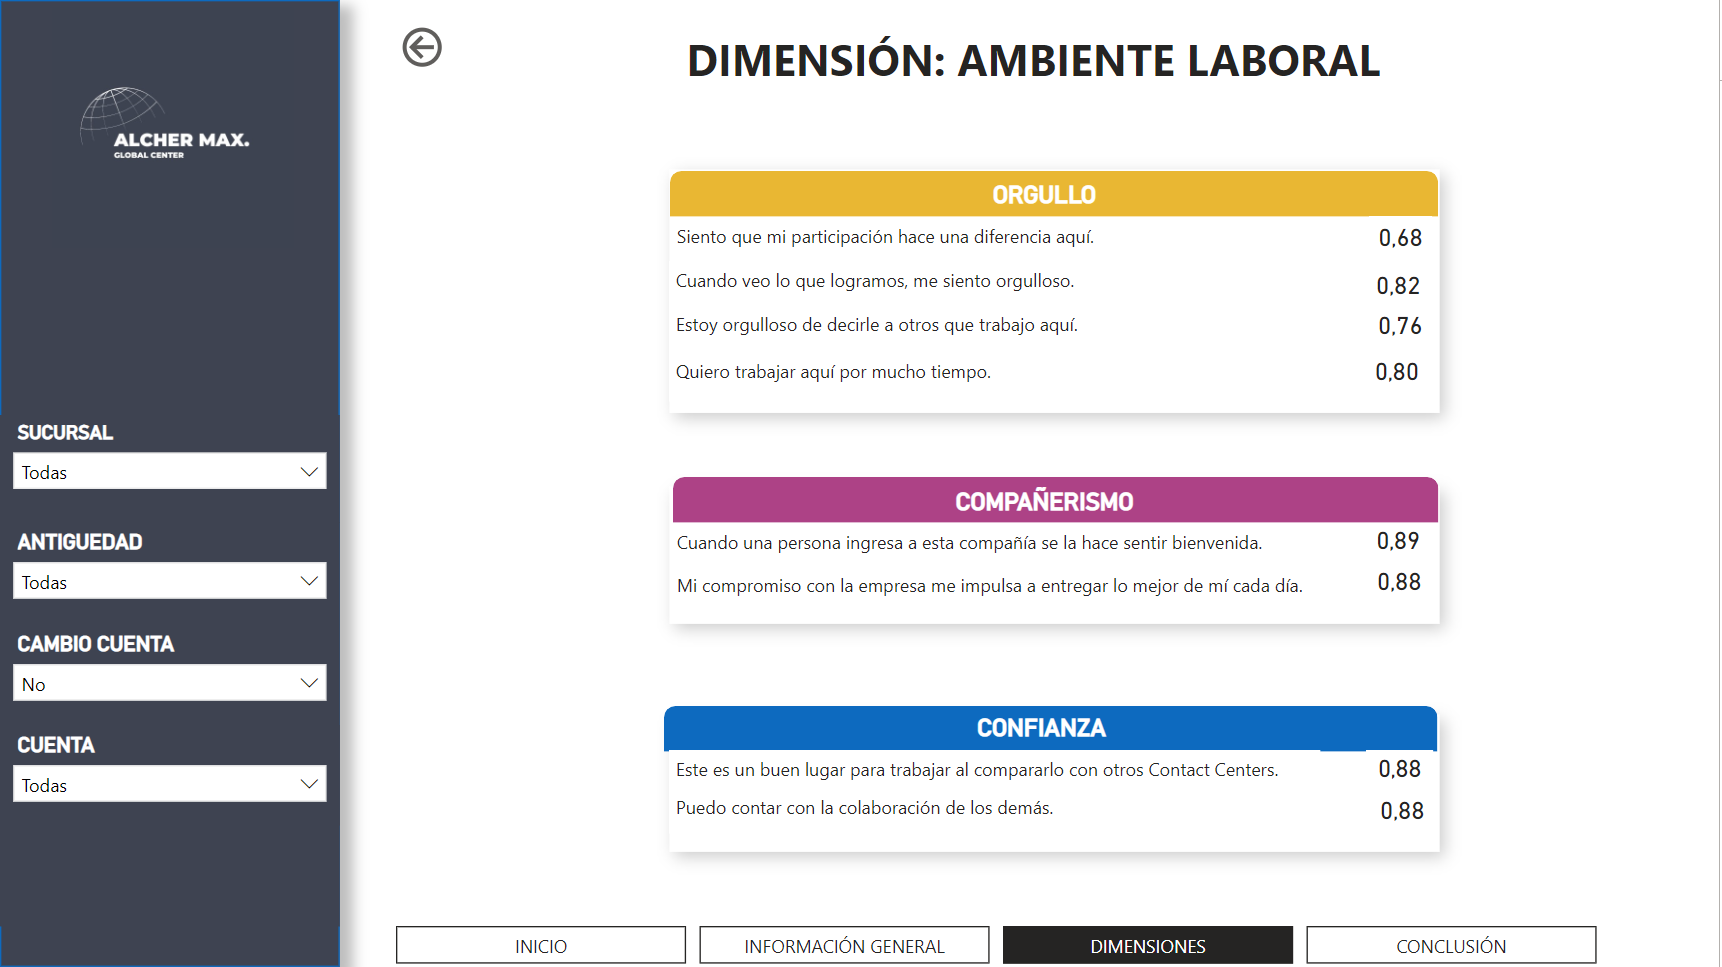 ALCHER MAX.
GLOBAL CENTER
SUCURSAL
Todas
ANTIGUEDAD
Todas
CAMBIO CUENTA
No
CUENTA
Todas
DIMENSIÓN: AMBIENTE LABORAL
ORGULLO
Siento que mi participación hace una diferencia aquí. 0,68
Cuando veo lo que logramos, me siento orgulloso. 0,82
Estoy orgulloso de decirle a otros que trabajo aquí. 0,76
Quiero trabajar aquí por mucho tiempo. 0,80
COMPAÑERISMO
Cuando una persona ingresa a esta compañía se la hace sentir bienvenida. 0,89
Mi compromiso con la empresa me impulsa a entregar lo mejor de mí cada día. 0,88
CONFIANZA
Este es un buen lugar para trabajar al compararlo con otros Contact Centers. 0,88
Puedo contar con la colaboración de los demás. 0,88
INICIO INFORMACIÓN GENERAL DIMENSIONES CONCLUSIÓN